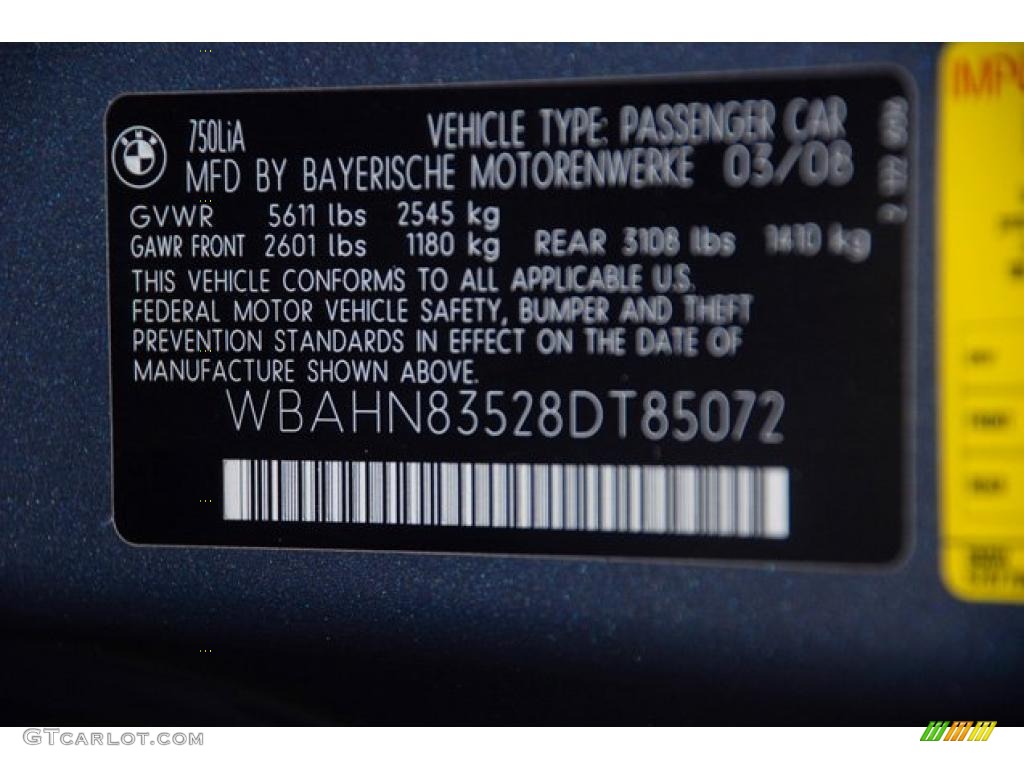 750LiA
VEHICLE TYPE: PASSENGER CAR
MFD BY BAYERISCHE MOTORENWERKE 03/08
GVWR 5611 lbs 2545 kg
GAWR FRONT 2601 lbs 1180 kg REAR 3108 lbs 1410 kg
THIS VEHICLE CONFORMS TO ALL APPLICABLE U.S.
FEDERAL MOTOR VEHICLE SAFETY, BUMPER AND THEFT
PREVENTION STANDARDS IN EFFECT ON THE DATE OF
MANUFACTURE SHOWN ABOVE.
WBAHN83528DT85072
GTCARLOT.COM